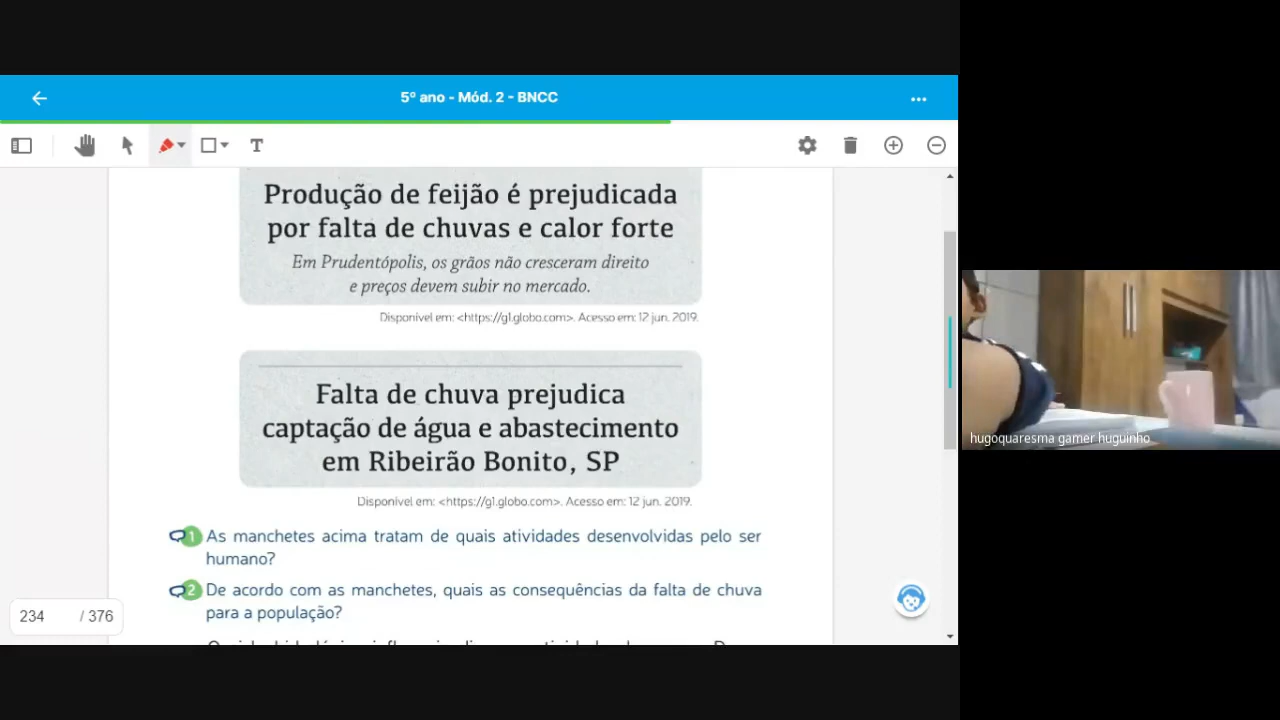 5º ano - Mód. 2 - BNCC
T
Produção de feijão é prejudicada
por falta de chuvas e calor forte
Em Prudentópolis, os grãos não cresceram direito
e preços devem subir no mercado.
Disponível em: <https://g1.globo.com>. Acesso em: 12 jun. 2019.
Falta de chuva prejudica
captação de água e abastecimento
em Ribeirão Bonito, SP
Disponível em: <https://g1.globo.com>. Acesso em: 12 jun. 2019.
1 As manchetes acima tratam de quais atividades desenvolvidas pelo ser
humano?
2 De acordo com as manchetes, quais as consequências da falta de chuva
para a população?
234 / 376
hugoquaresma gamer huguinho